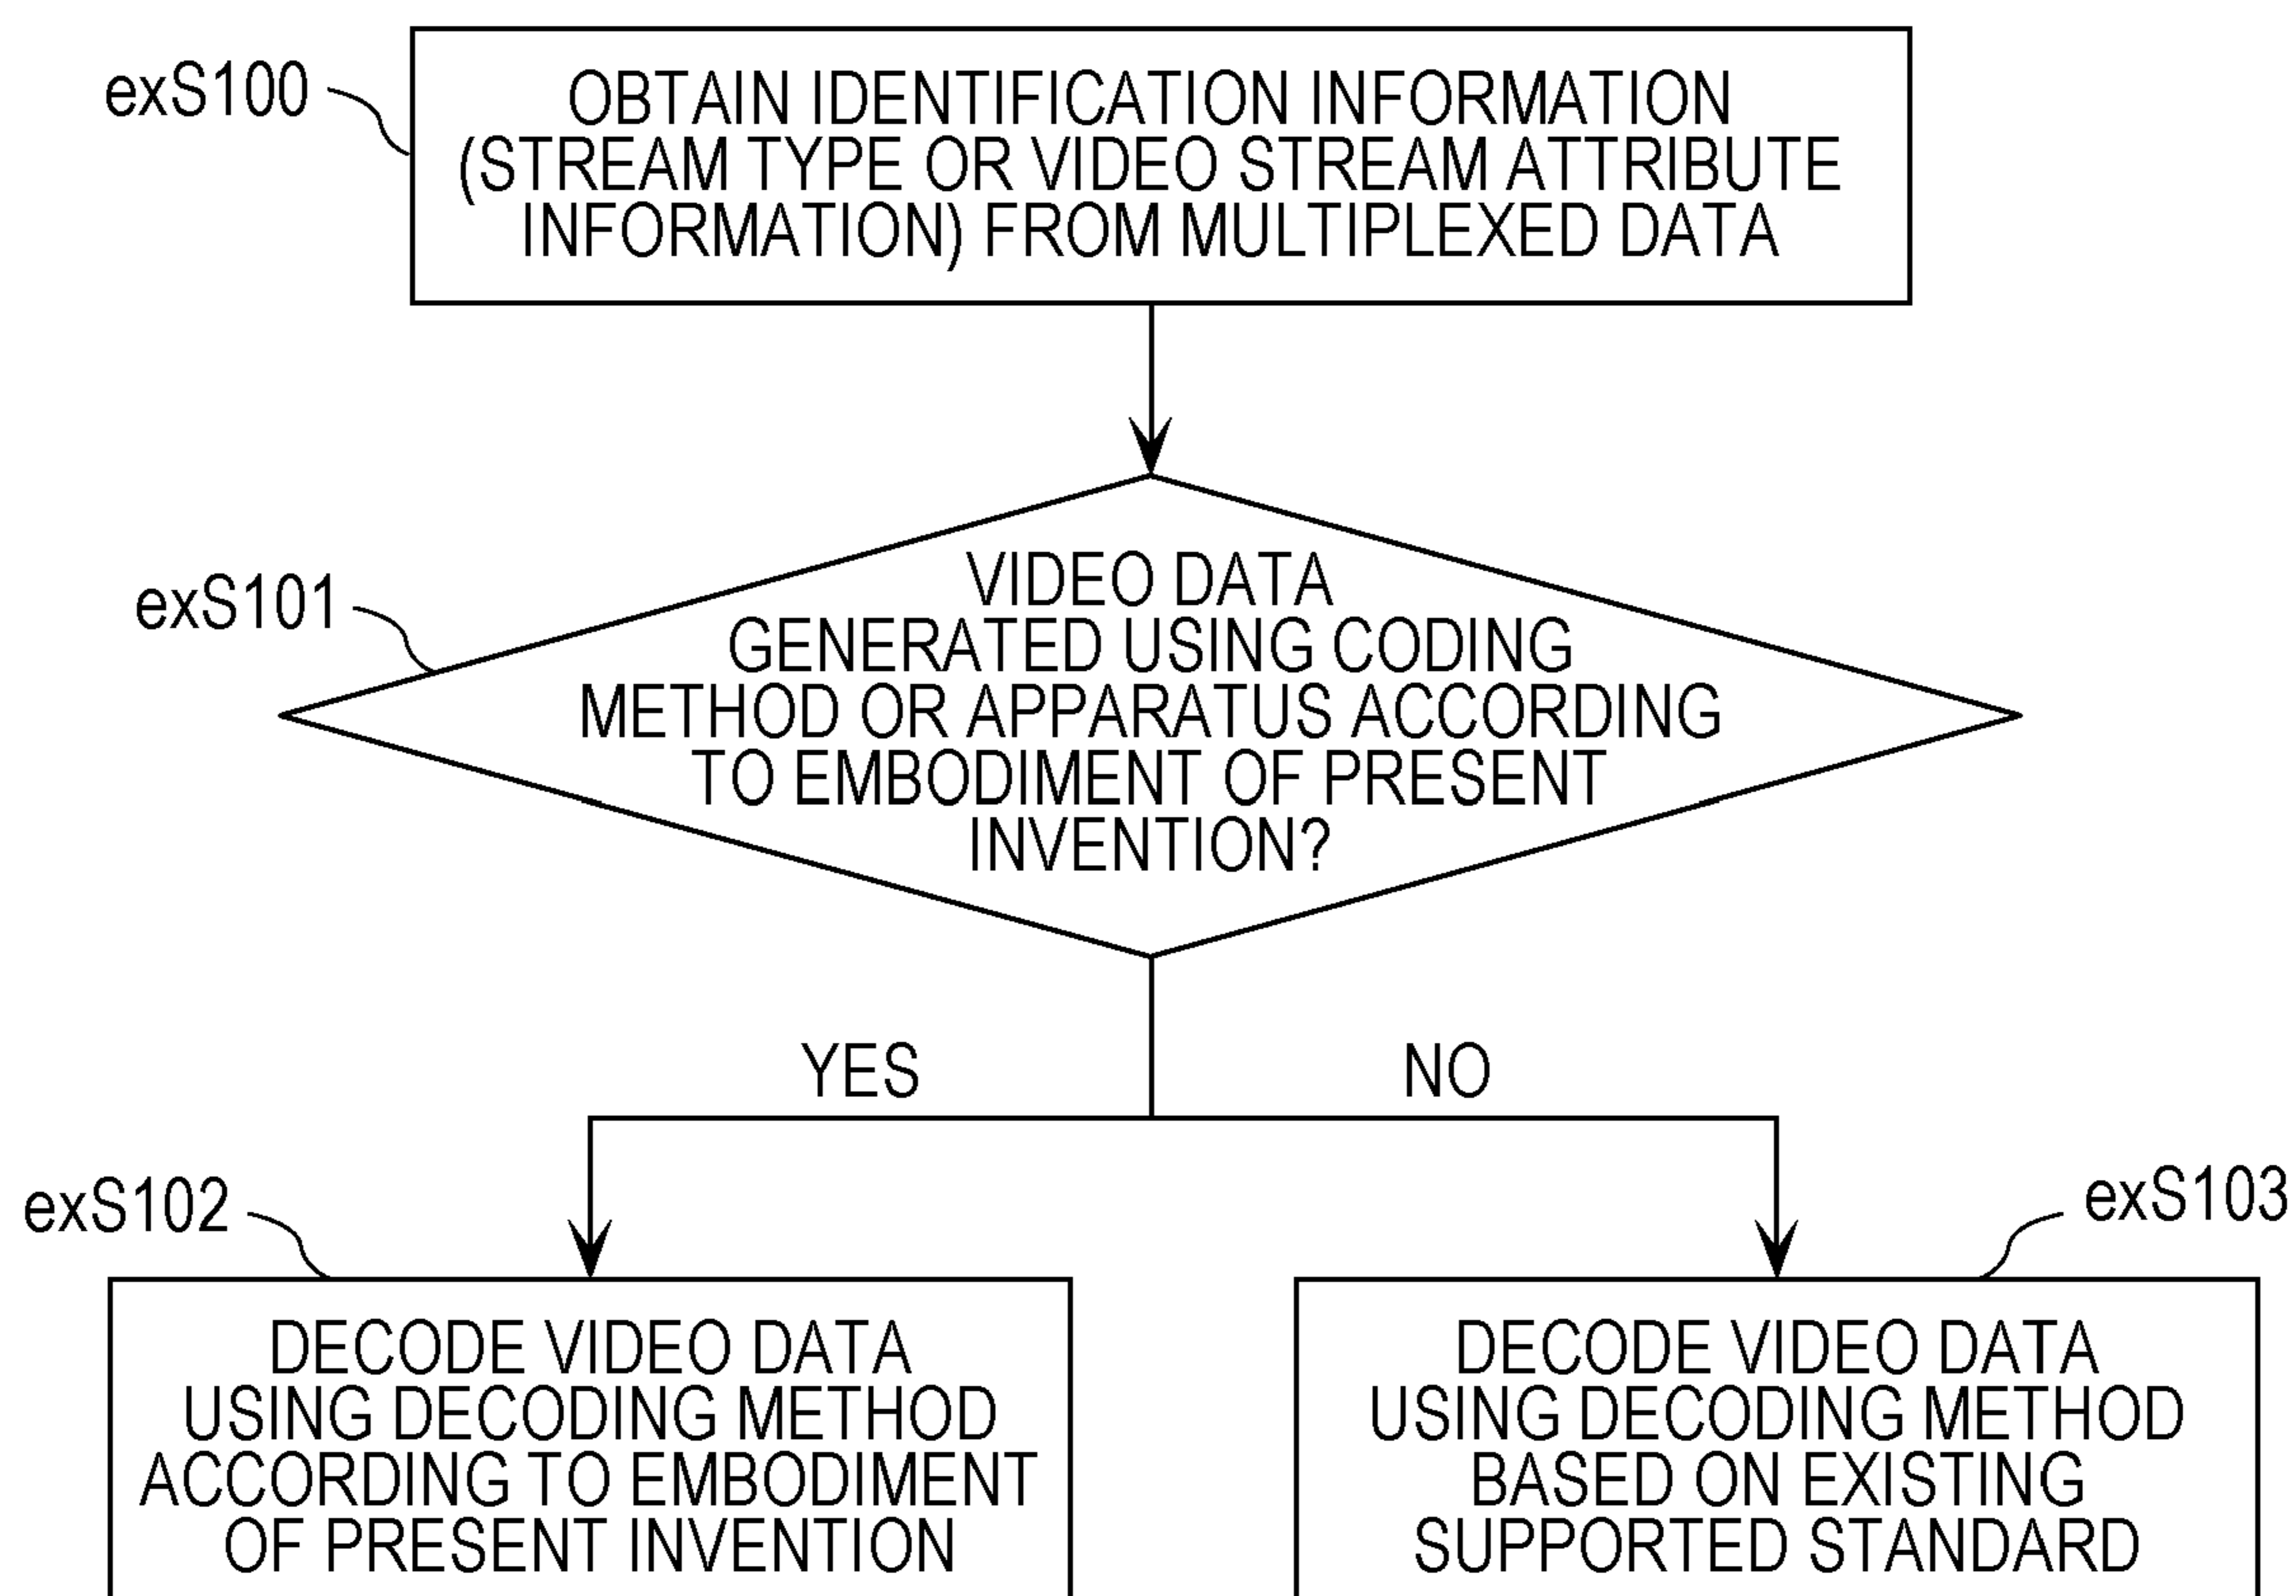 exS100
OBTAIN IDENTIFICATION INFORMATION
(STREAM TYPE OR VIDEO STREAM ATTRIBUTE
INFORMATION) FROM MULTIPLEXED DATA
exS101
VIDEO DATA
GENERATED USING CODING
METHOD OR APPARATUS ACCORDING
TO EMBODIMENT OF PRESENT
INVENTION?
YES
NO
exS102
DECODE VIDEO DATA
USING DECODING METHOD
ACCORDING TO EMBODIMENT
OF PRESENT INVENTION
exS103
DECODE VIDEO DATA
USING DECODING METHOD
BASED ON EXISTING
SUPPORTED STANDARD